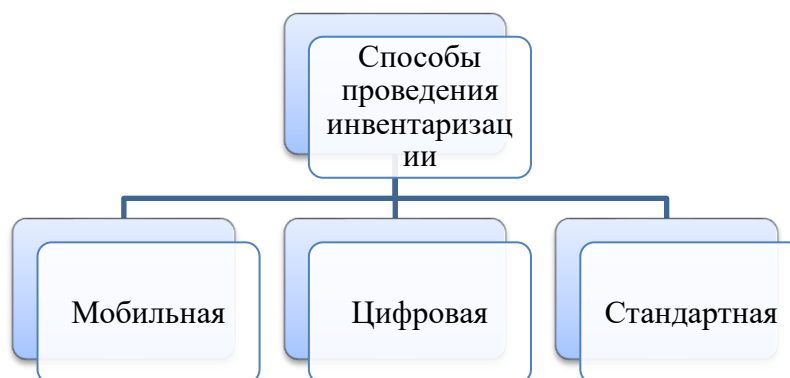 Способы
проведения
инвентаризац
ии
Мобильная
Цифровая
Стандартная